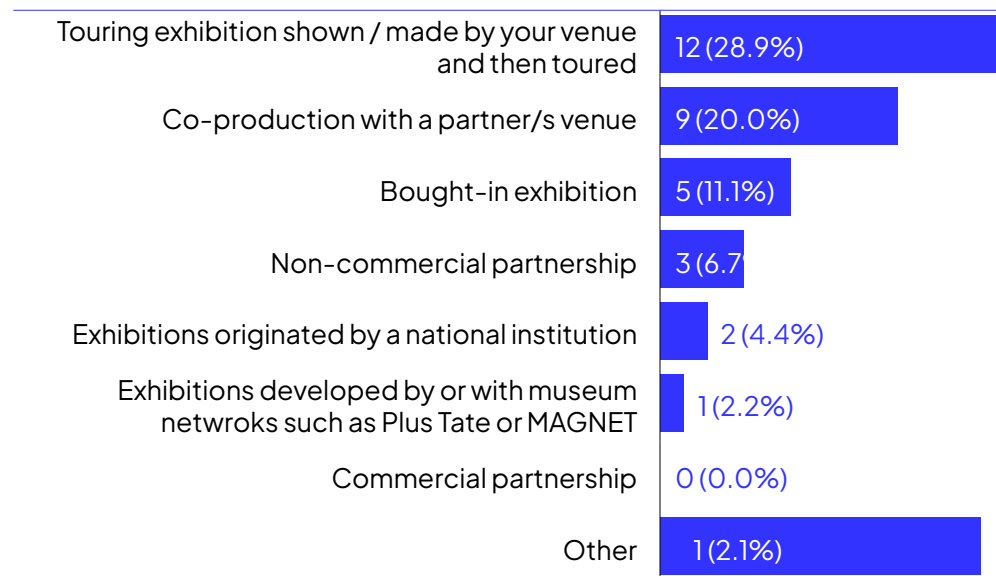 Touring exhibition shown / made by your venue
and then toured
12 (28.9%)
Co-production with a partner/s venue
9 (20.0%)
Bought-in exhibition
5 (11.1%)
Non-commercial partnership
3 (6.7
Exhibitions originated by a national institution
2 (4.4%)
Exhibitions developed by or with museum
netwroks such as Plus Tate or MAGNET
1 (2.2%)
Commercial partnership
0 (0.0%)
Other
1 (2.1%)